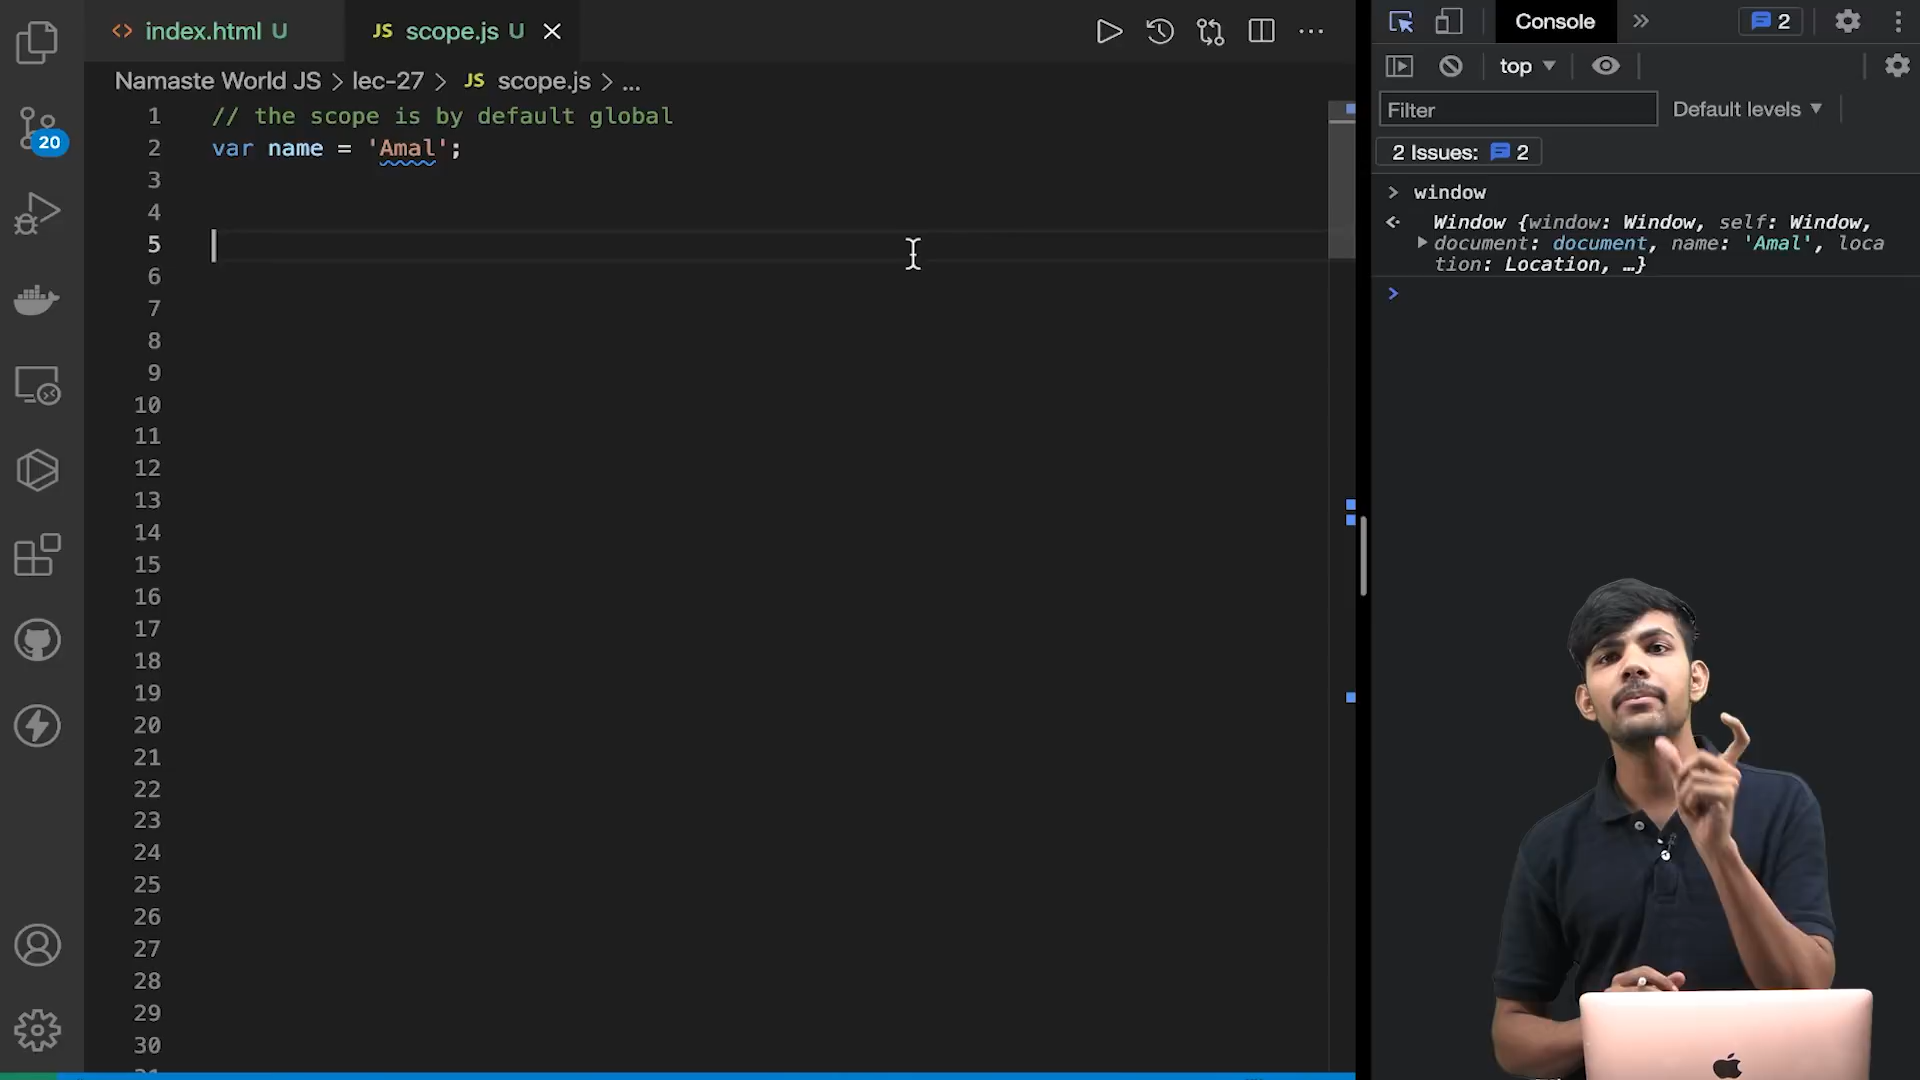 index.html U
JS scope.js U
Namaste World JS > lec-27 > JS scope.js > ...
1 // the scope is by default global
2 var name = 'Amal';
3
4
5
6
7
8
9
10
11
12
13
14
15
16
17
18
19
20
21
22
23
24
25
26
27
28
29
30
20
Console
2
top
Filter
Default levels
2 Issues: 2
> window
Window {window: Window, self: Window,
document: document, name: 'Amal', loca
tion: Location, …}
>